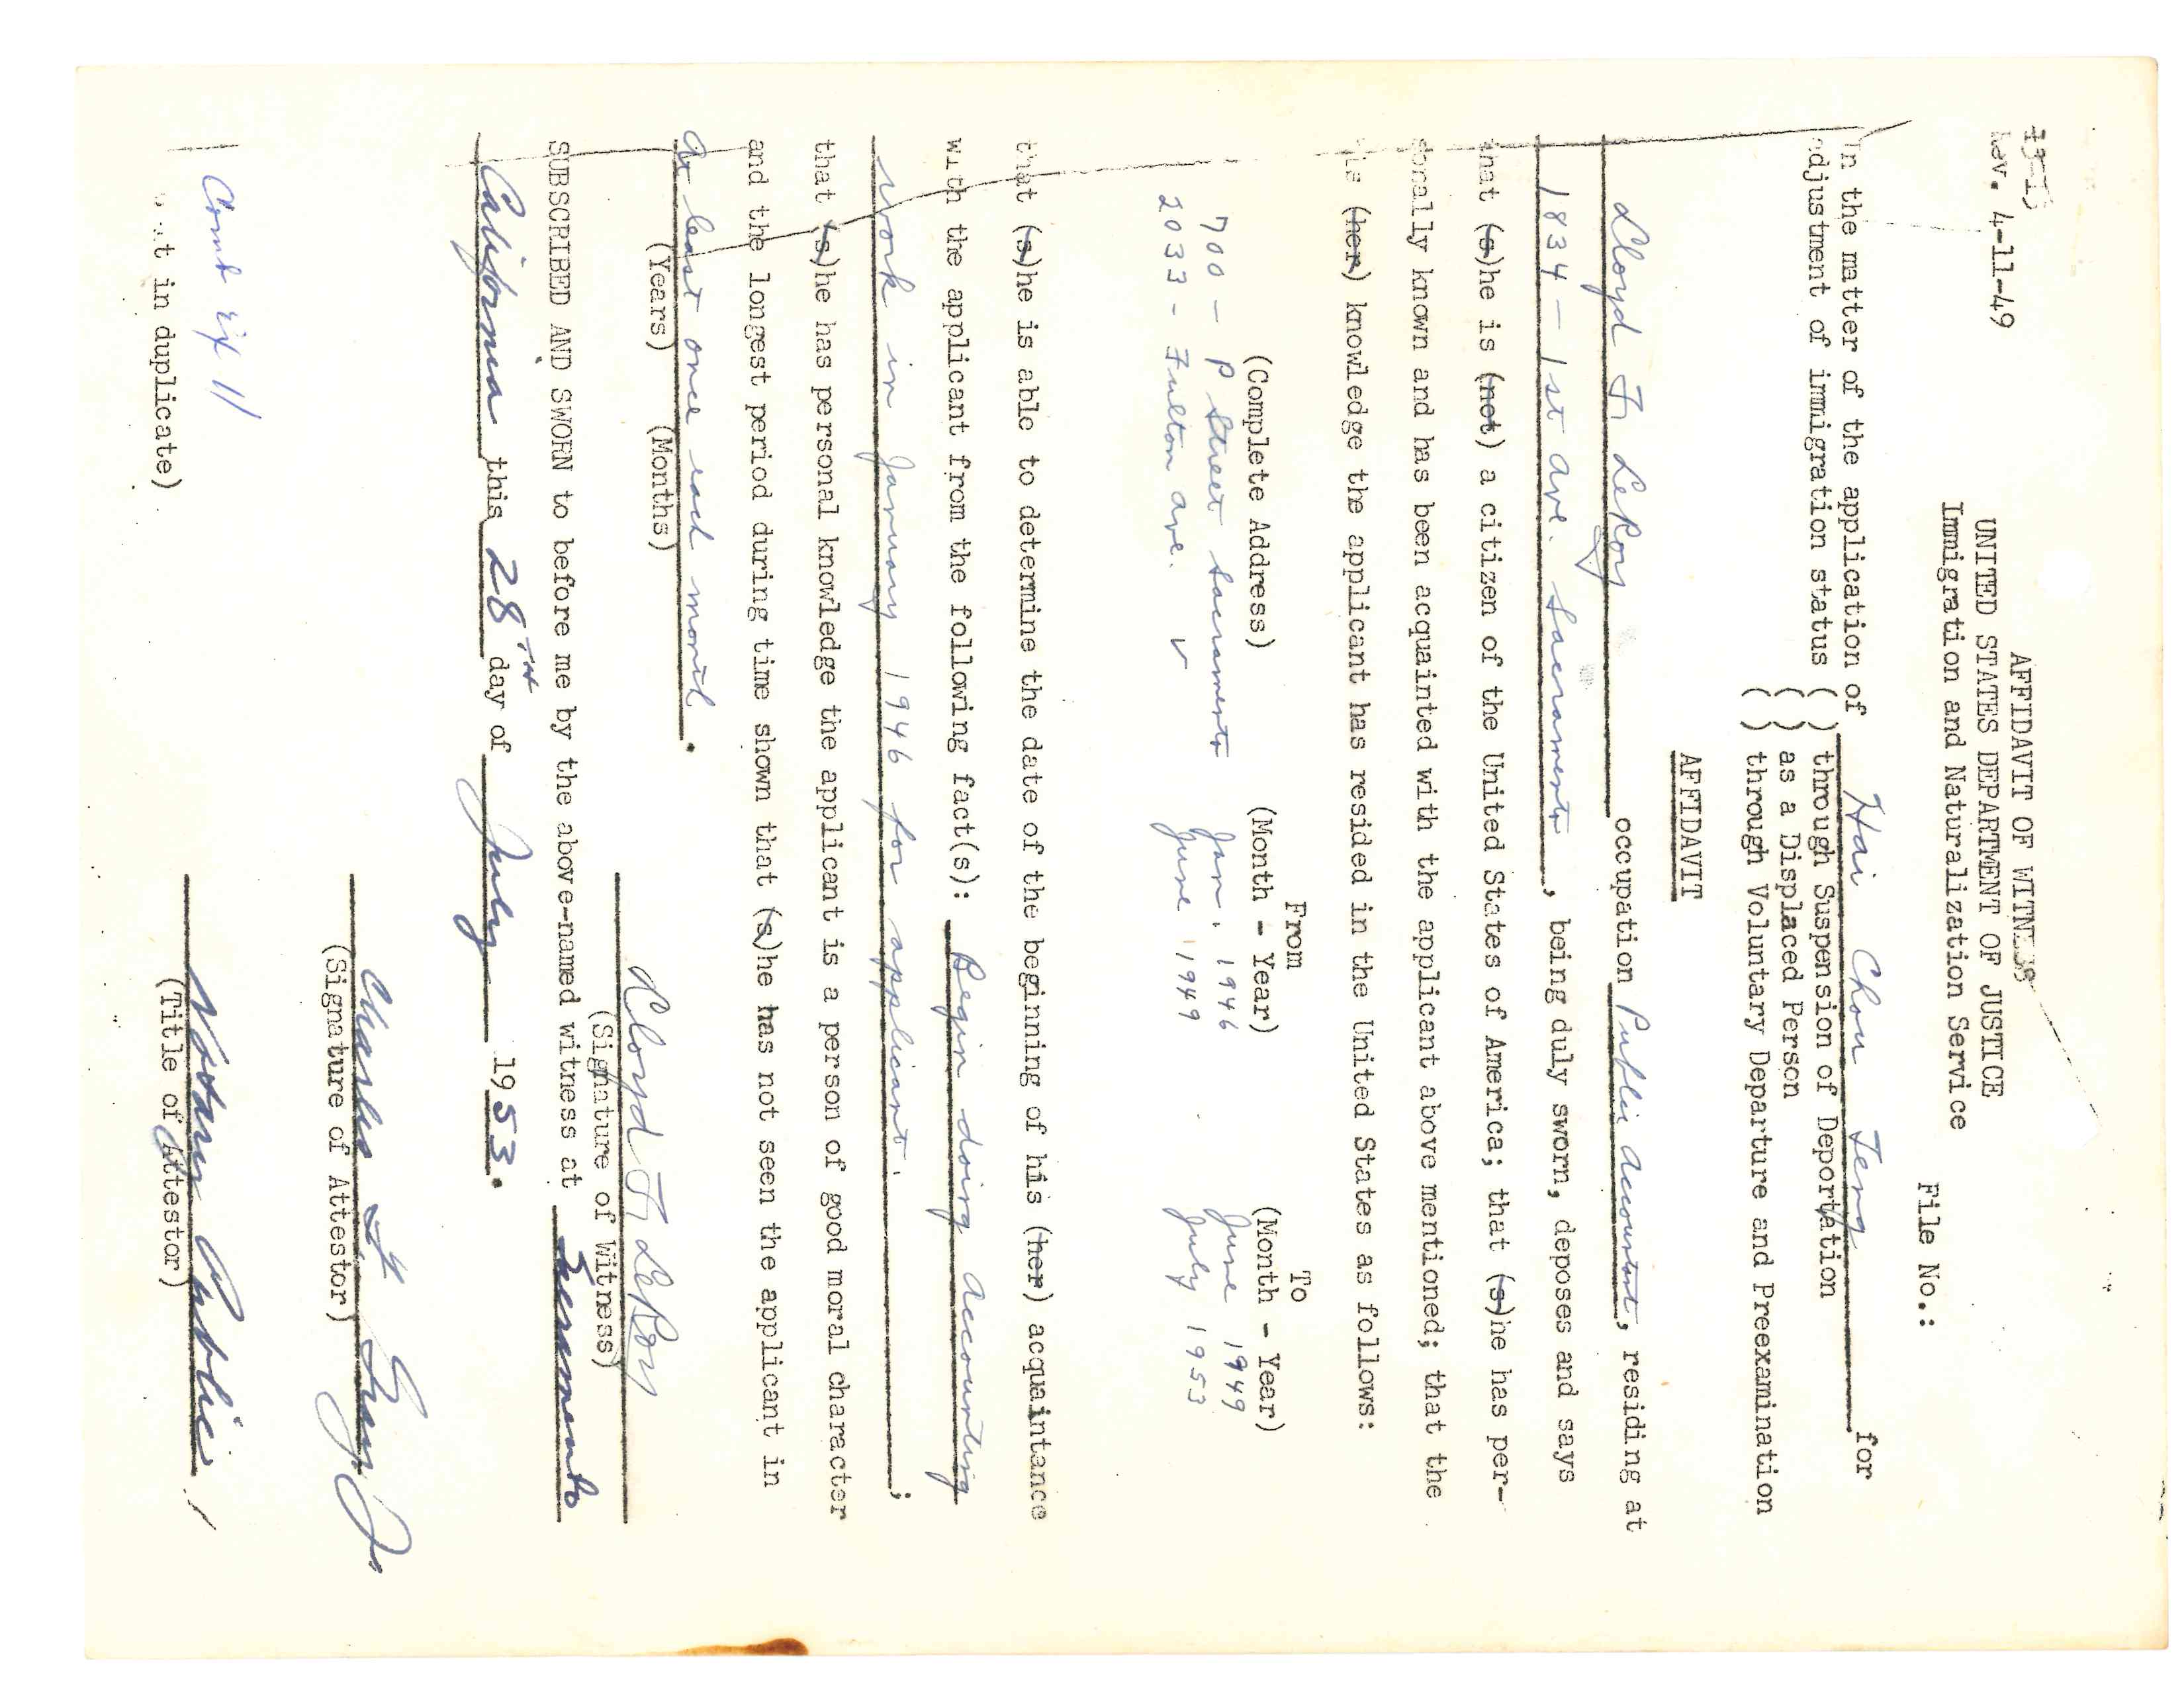 Rev. 4-11-49
AFFIDAVIT OF WITNESS
UNITED STATES DEPARTMENT OF JUSTICE
Immigration and Naturalization Service
File No.:
In the matter of the application of Hai Chou Jeng for
adjustment of immigration status ( ) through Suspension of Deportation
( ) as a Displaced Person
( ) through Voluntary Departure and Preexamination
AFFIDAVIT
Lloyd F. LeRoy occupation Public Accountant, residing at
1834 - 1st Ave. Sacramento, being duly sworn, deposes and says
that (s)he is (not) a citizen of the United States of America; that (s)he has per-
sonally known and has been acquainted with the applicant above mentioned; that the
his (her) knowledge the applicant has resided in the United States as follows:
From To
(Complete Address) (Month - Year) (Month - Year)
700 - P Street Sacramento Jan. 1946 June 1949
2033 - Fulton Ave. √ June 1949 July 1953
that (s)he is able to determine the date of the beginning of his (her) acquaintance
with the applicant from the following fact(s): Begin doing Accounting
work in January 1946 for applicant. ;
that (s)he has personal knowledge the applicant is a person of good moral character
and the longest period during time shown that (s)he has not seen the applicant in
At least once each month.
(Years) (Months)
Lloyd F. LeRoy
(Signature of Witness)
SUBSCRIBED AND SWORN to before me by the above-named witness at Sacramento
California this 28TH day of July 1953.
Charles F. Gray Jr
(Signature of Attestor)
Comb Ex 11
Notary Public
(Title of Attestor)
in duplicate)